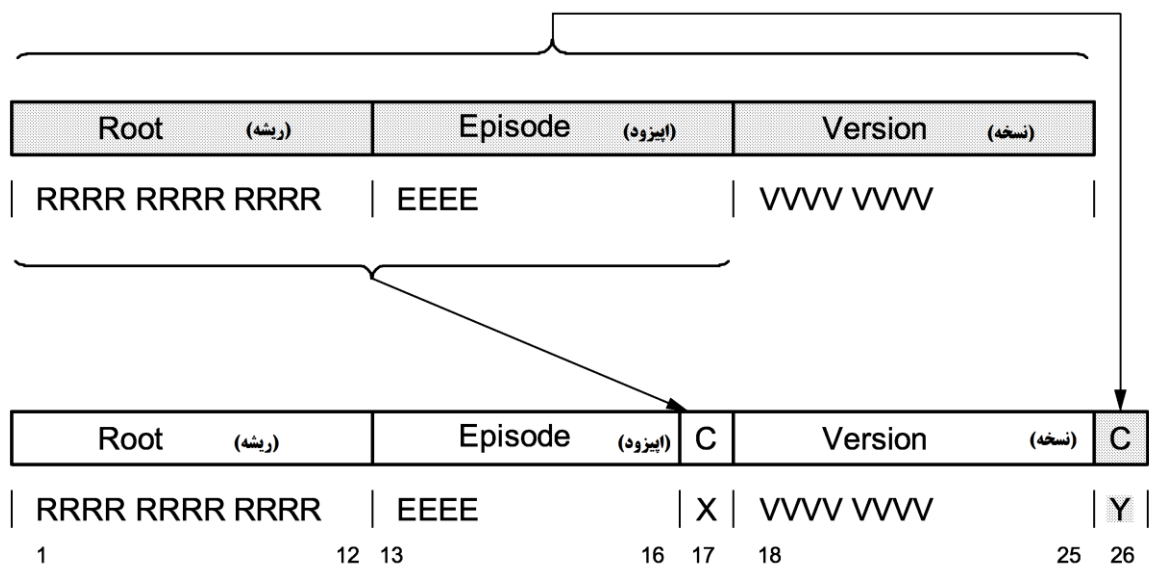 Root (ریشه) Episode (اپیزود) Version (نسخه)
RRRR RRRR RRRR EEEE VVVV VVVV
Root (ریشه) Episode (اپیزود) C Version (نسخه) C
RRRR RRRR RRRR EEEE X VVVV VVVV Y
1 12 13 16 17 18 25 26